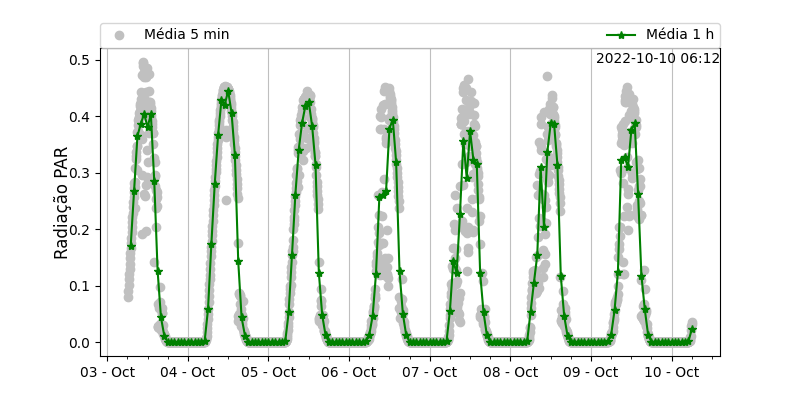 Média 5 min
Média 1 h
2022-10-10 06:12
Radiação PAR
0.5
0.4
0.3
0.2
0.1
0.0
03 - Oct
04 - Oct
05 - Oct
06 - Oct
07 - Oct
08 - Oct
09 - Oct
10 - Oct